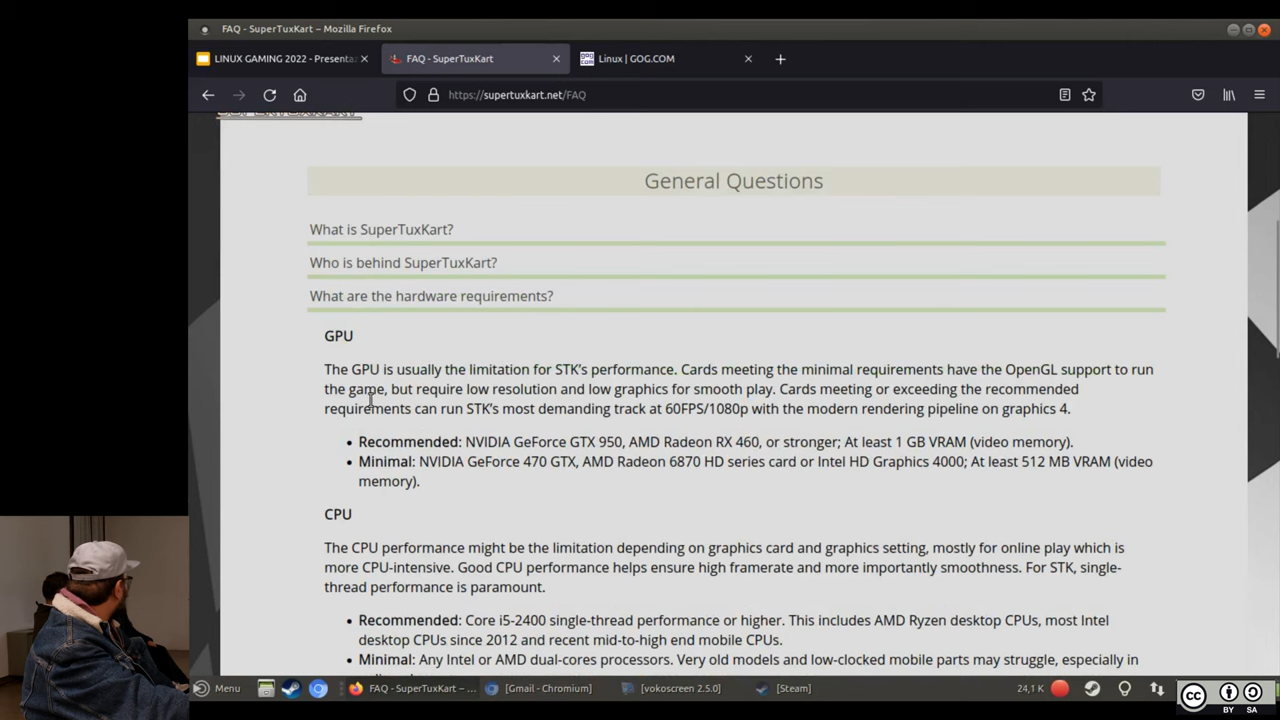 FAQ - SuperTuxKart – Mozilla Firefox
LINUX GAMING 2022 - Presenta
FAQ - SuperTuxKart
Linux | GOG.COM
https://supertuxkart.net/FAQ
General Questions
What is SuperTuxKart?
Who is behind SuperTuxKart?
What are the hardware requirements?
GPU
The GPU is usually the limitation for STK's performance. Cards meeting the minimal requirements have the OpenGL support to run
the game, but require low resolution and low graphics for smooth play. Cards meeting or exceeding the recommended
requirements can run STK's most demanding track at 60FPS/1080p with the modern rendering pipeline on graphics 4.
• Recommended: NVIDIA GeForce GTX 950, AMD Radeon RX 460, or stronger; At least 1 GB VRAM (video memory).
• Minimal: NVIDIA GeForce 470 GTX, AMD Radeon 6870 HD series card or Intel HD Graphics 4000; At least 512 MB VRAM (video
memory).
CPU
The CPU performance might be the limitation depending on graphics card and graphics setting, mostly for online play which is
more CPU-intensive. Good CPU performance helps ensure high framerate and more importantly smoothness. For STK, single-
thread performance is paramount.
• Recommended: Core i5-2400 single-thread performance or higher. This includes AMD Ryzen desktop CPUs, most Intel
desktop CPUs since 2012 and recent mid-to-high end mobile CPUs.
• Minimal: Any Intel or AMD dual-cores processors. Very old models and low-clocked mobile parts may struggle, especially in
Menu
FAQ - SuperTuxKart – ...
[Gmail - Chromium]
[vokoscreen 2.5.0]
[Steam]
24,1 K
CC
BY SA